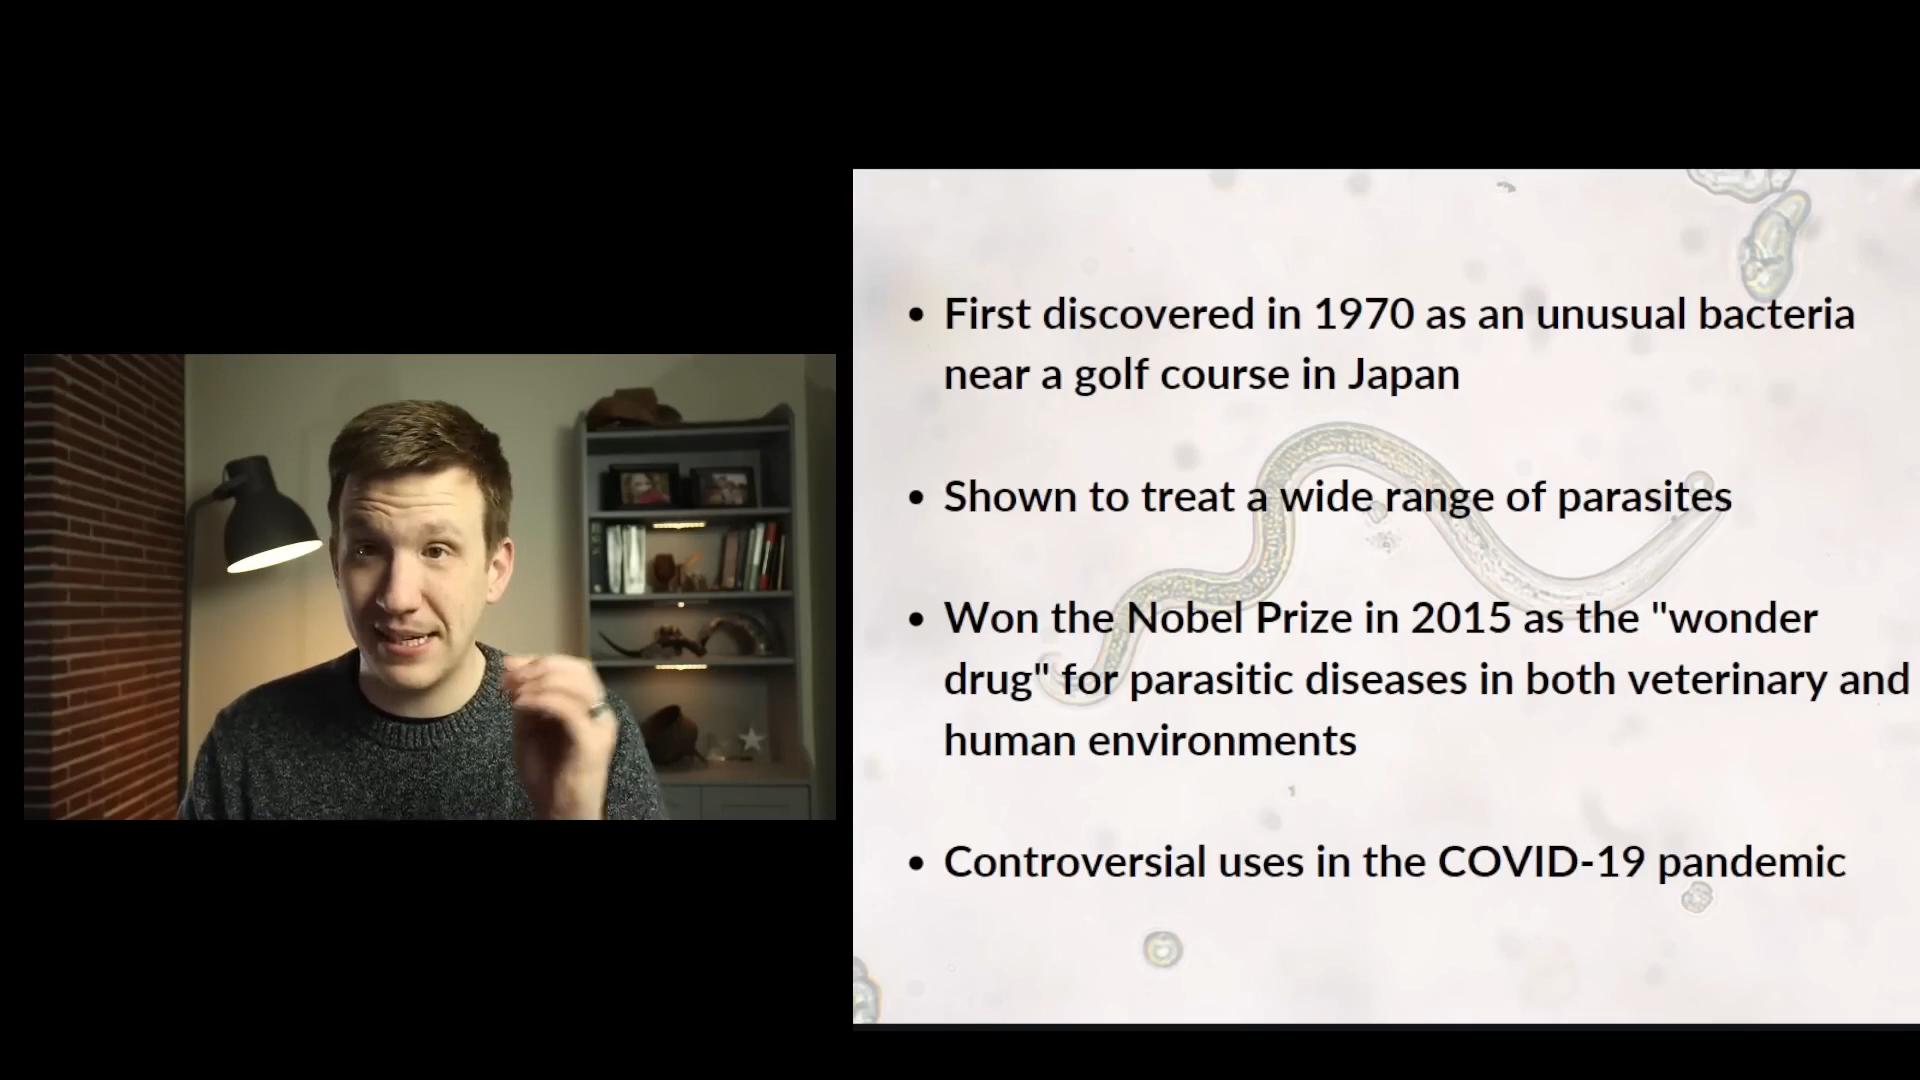 • First discovered in 1970 as an unusual bacteria
near a golf course in Japan
• Shown to treat a wide range of parasites
• Won the Nobel Prize in 2015 as the "wonder
drug" for parasitic diseases in both veterinary and
human environments
• Controversial uses in the COVID-19 pandemic